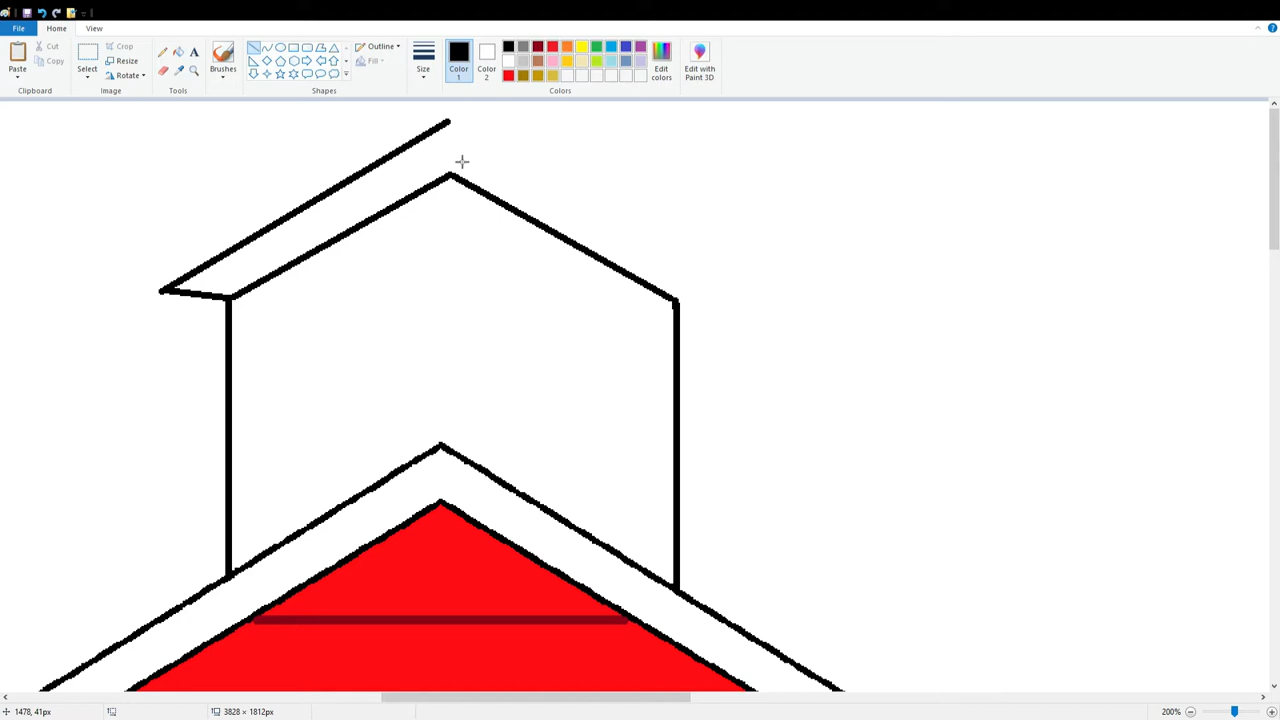 File Home View
Paste
Cut
Copy
Clipboard
Select
Crop
Resize
Rotate
Image
Tools
Brushes
Outline
Fill
Shapes
Size
Color 1
Color 2
Edit colors
Colors
Edit with Paint 3D
1478, 41px
3828 × 1812px
200%